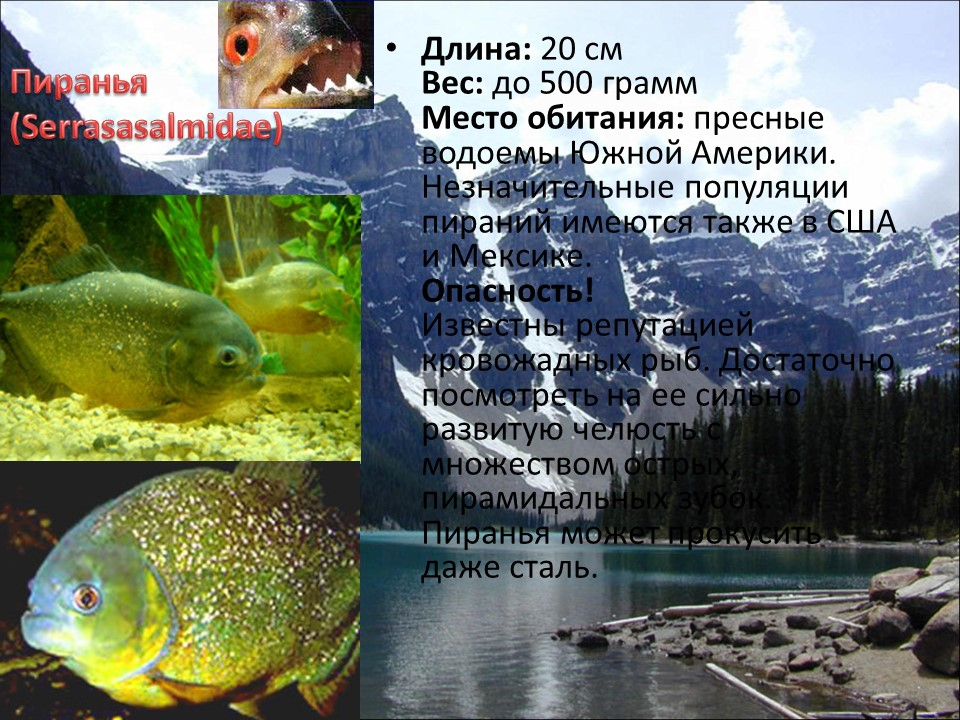 Пиранья
(Serrasasalmidae)
• Длина: 20 см
Вес: до 500 грамм
Место обитания: пресные
водоемы Южной Америки.
Незначительные популяции
пираний имеются также в США
и Мексике.
Опасность!
Известны репутацией
кровожадных рыб. Достаточно
посмотреть на ее сильно
развитую челюсть с
множеством острых,
пирамидальных зубок.
Пиранья может прокусить
даже сталь.